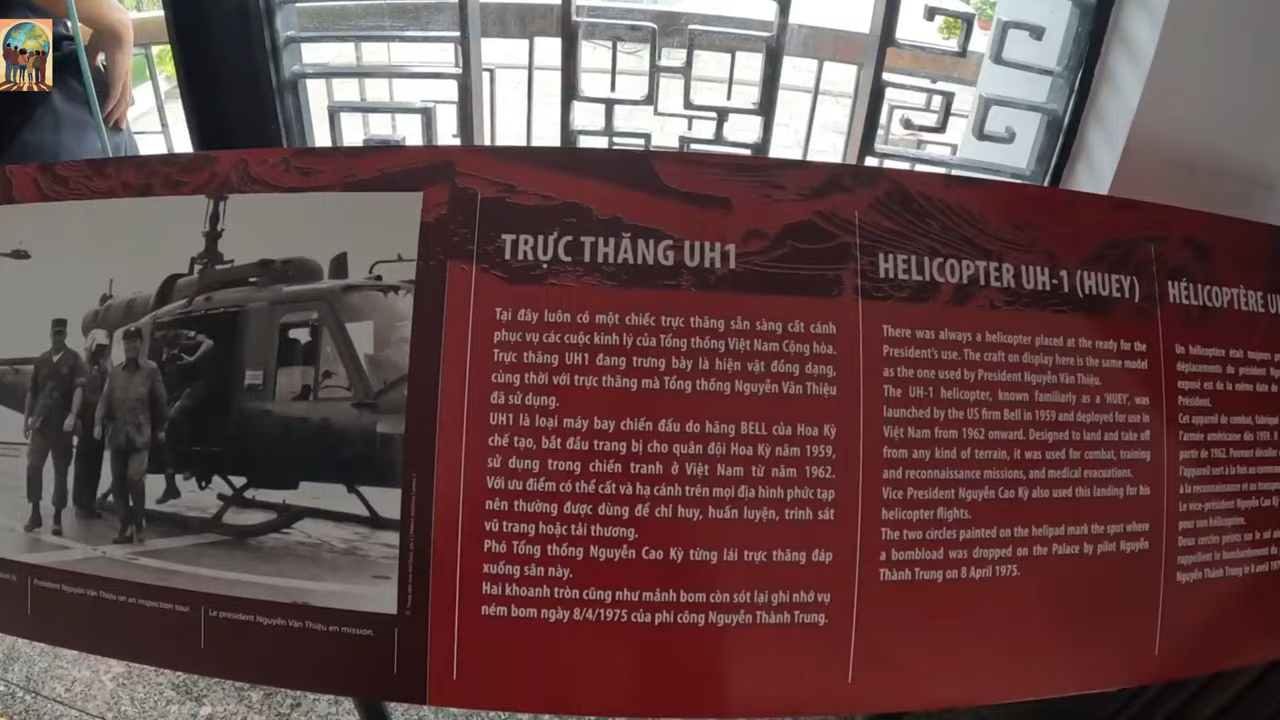 TRỰC THĂNG UH1
Tại đây luôn có một chiếc trực thăng sẵn sàng cất cánh
phục vụ các cuộc kinh lý của Tổng thống Việt Nam Cộng hòa.
Trực thăng UH1 đang trưng bày là hiện vật đồng dạng,
cùng thời với trực thăng mà Tổng thống Nguyễn Văn Thiệu
đã sử dụng.
UH1 là loại máy bay chiến đấu do hãng BELL của Hoa Kỳ
chế tạo, bắt đầu trang bị cho quân đội Hoa Kỳ năm 1959,
sử dụng trong chiến tranh ở Việt Nam từ năm 1962.
Với ưu điểm có thể cất và hạ cánh trên mọi địa hình phức tạp
nên thường được dùng để chỉ huy, huấn luyện, trinh sát
vũ trang hoặc tải thương.
Phó Tổng thống Nguyễn Cao Kỳ từng lái trực thăng đáp
xuống sân này.
Hai khoanh tròn cũng như mảnh bom còn sót lại ghi nhớ vụ
ném bom ngày 8/4/1975 của phi công Nguyễn Thành Trung.
HELICOPTER UH-1 (HUEY)
There was always a helicopter placed at the ready for the
President's use. The craft on display here is the same model
as the one used by President Nguyễn Văn Thiệu.
The UH-1 helicopter, known familiarly as a 'HUEY', was
launched by the US firm Bell in 1959 and deployed for use in
Việt Nam from 1962 onward. Designed to land and take off
from any kind of terrain, it was used for combat, training
and reconnaissance missions, and medical evacuations.
Vice President Nguyễn Cao Kỳ also used this landing for his
helicopter flights.
The two circles painted on the helipad mark the spot where
a bombload was dropped on the Palace by pilot Nguyễn
Thành Trung on 8 April 1975.
HÉLICOPTÈRE U
Un hélicoptère était toujours
déplacements du président
exposé est de la même date de
Président.
Cet appareil de combat,
l'armée américaine dès 1959.
partir de 1962. Pouvant
l'appareil sert à la fois au
à la reconnaissance et au
Le vice-président Nguyễn Cao
pour son hélicoptère.
Deux cercles peints sur le sol
rappellent le bombardement
Nguyễn Thành Trung le 8 avril
President Nguyễn Văn Thiệu on an inspection tour.
Le président Nguyễn Văn Thiệu en mission.